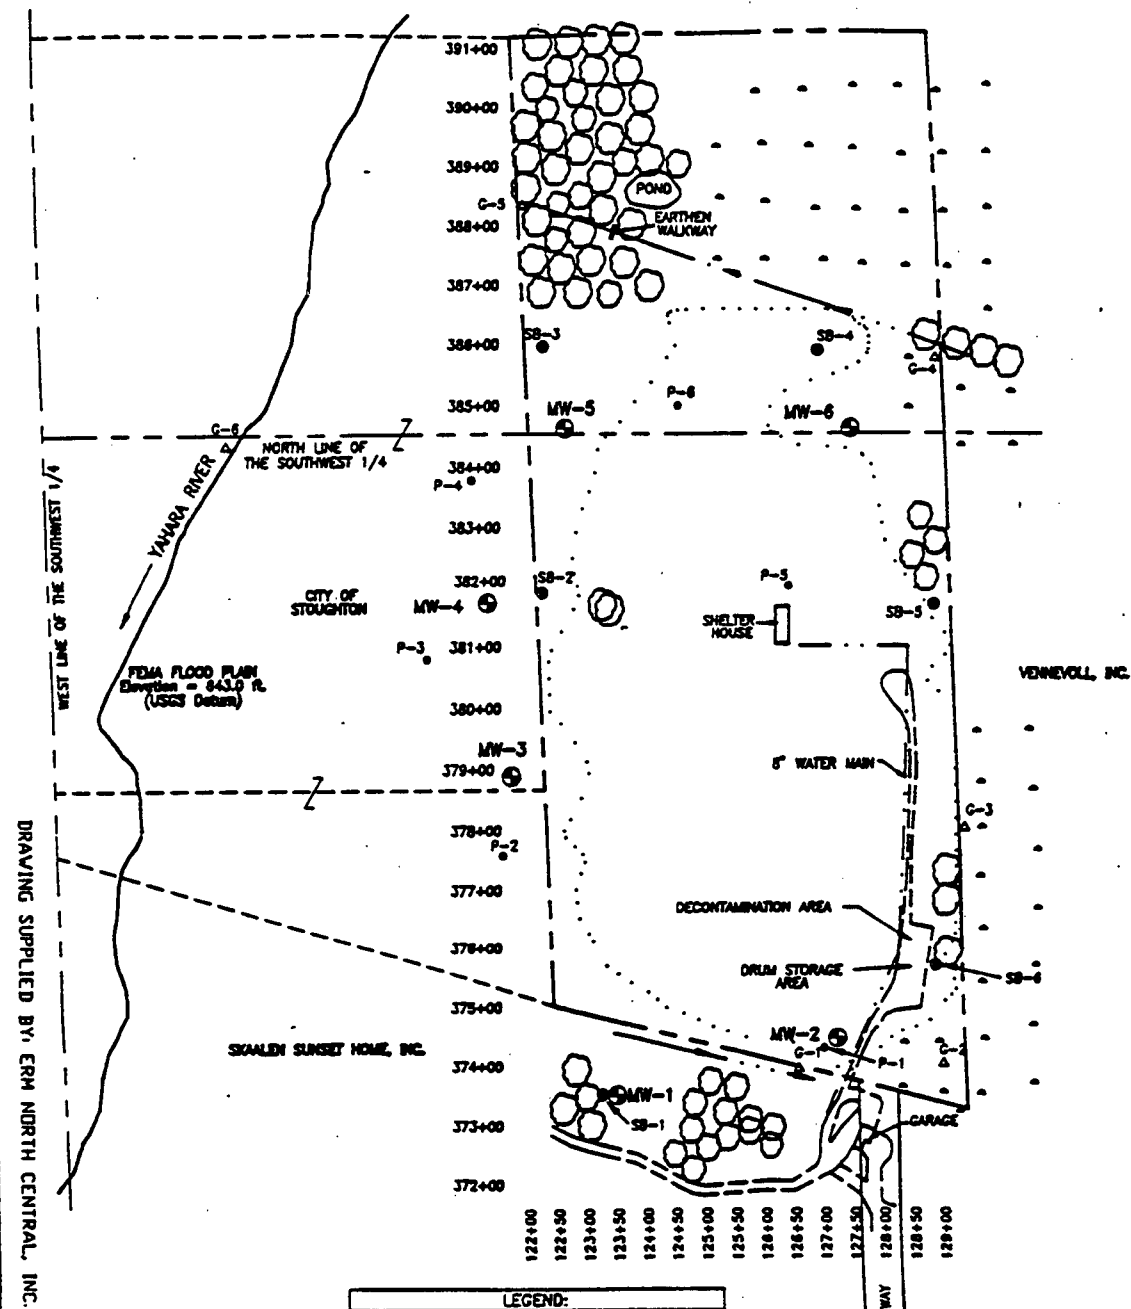 391+00
390+00
389+00
POND
G-5
388+00
EARTHEN
WALKWAY
387+00
386+00
SB-3
SB-4
G-4
P-6
385+00
MW-5
MW-6
G-6
NORTH LINE OF
THE SOUTHWEST 1/4
384+00
P-4
383+00
YAHARA RIVER
WEST LINE OF THE SOUTHWEST 1/4
382+00
SB-2
P-5
CITY OF
STOUGHTON
MW-4
SB-5
SHELTER
HOUSE
381+00
P-3
FEMA FLOOD PLAIN
Elevation = 843.0 ft.
(USGS Datum)
VENNEVOLL, INC.
380+00
MW-3
379+00
8" WATER MAIN
G-3
378+00
P-2
377+00
DECONTAMINATION AREA
376+00
DRUM STORAGE
AREA
SB-6
375+00
MW-2
SKAALEN SUNSET HOME, INC.
G-1
P-1
G-2
374+00
MW-1
SB-1
373+00
GARAGE
372+00
122+00
122+50
123+00
123+50
124+00
124+50
125+00
125+50
126+00
126+50
127+00
127+50
128+00
128+50
129+00
WAY
DRAWING SUPPLIED BY: ERM NORTH CENTRAL, INC.
LEGEND: